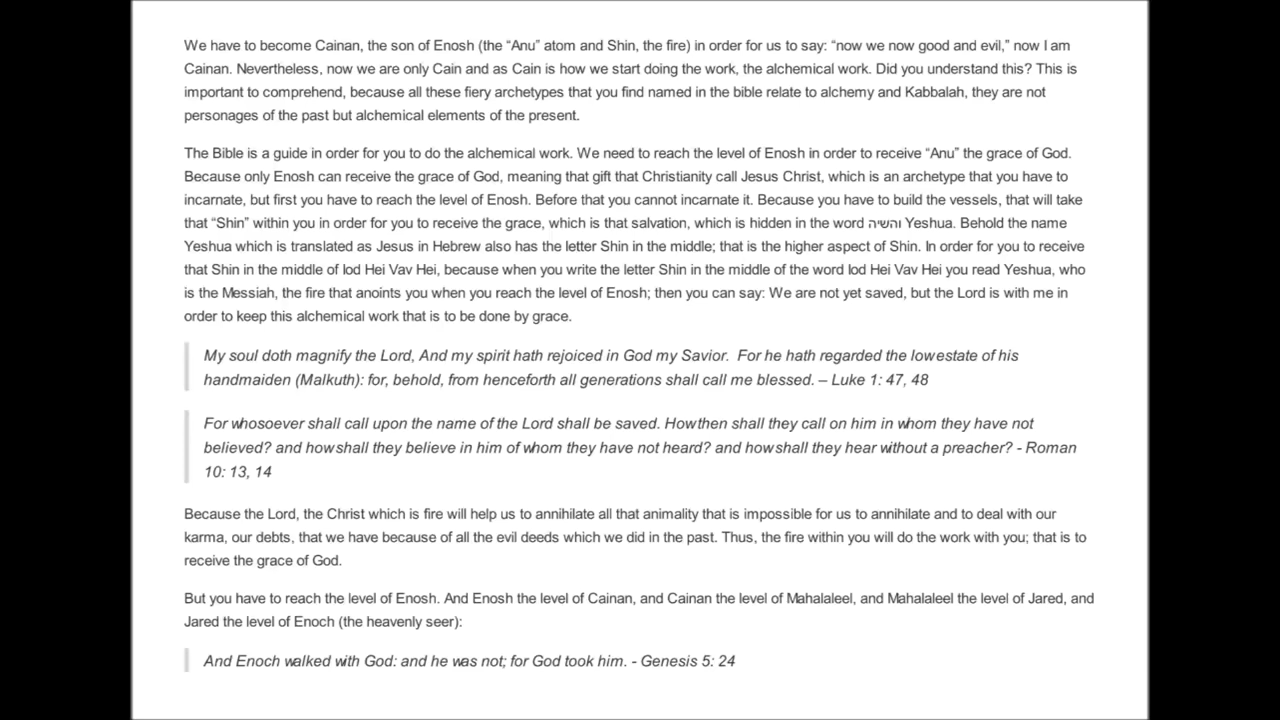 We have to become Cainan, the son of Enosh (the “Anu” atom and Shin, the fire) in order for us to say: “now we now good and evil,” now I am
Cainan. Nevertheless, now we are only Cain and as Cain is how we start doing the work, the alchemical work. Did you understand this? This is
important to comprehend, because all these fiery archetypes that you find named in the bible relate to alchemy and Kabbalah, they are not
personages of the past but alchemical elements of the present.
The Bible is a guide in order for you to do the alchemical work. We need to reach the level of Enosh in order to receive “Anu” the grace of God.
Because only Enosh can receive the grace of God, meaning that gift that Christianity call Jesus Christ, which is an archetype that you have to
incarnate, but first you have to reach the level of Enosh. Before that you cannot incarnate it. Because you have to build the vessels, that will take
that “Shin” within you in order for you to receive the grace, which is that salvation, which is hidden in the word והשיה Yeshua. Behold the name
Yeshua which is translated as Jesus in Hebrew also has the letter Shin in the middle; that is the higher aspect of Shin. In order for you to receive
that Shin in the middle of Iod Hei Vav Hei, because when you write the letter Shin in the middle of the word Iod Hei Vav Hei you read Yeshua, who
is the Messiah, the fire that anoints you when you reach the level of Enosh; then you can say: We are not yet saved, but the Lord is with me in
order to keep this alchemical work that is to be done by grace.
My soul doth magnify the Lord, And my spirit hath rejoiced in God my Savior. For he hath regarded the low estate of his
handmaiden (Malkuth): for, behold, from henceforth all generations shall call me blessed. – Luke 1: 47, 48
For whosoever shall call upon the name of the Lord shall be saved. How then shall they call on him in whom they have not
believed? and how shall they believe in him of whom they have not heard? and how shall they hear without a preacher? - Roman
10: 13, 14
Because the Lord, the Christ which is fire will help us to annihilate all that animality that is impossible for us to annihilate and to deal with our
karma, our debts, that we have because of all the evil deeds which we did in the past. Thus, the fire within you will do the work with you; that is to
receive the grace of God.
But you have to reach the level of Enosh. And Enosh the level of Cainan, and Cainan the level of Mahalaleel, and Mahalaleel the level of Jared, and
Jared the level of Enoch (the heavenly seer):
And Enoch walked with God: and he was not; for God took him. - Genesis 5: 24